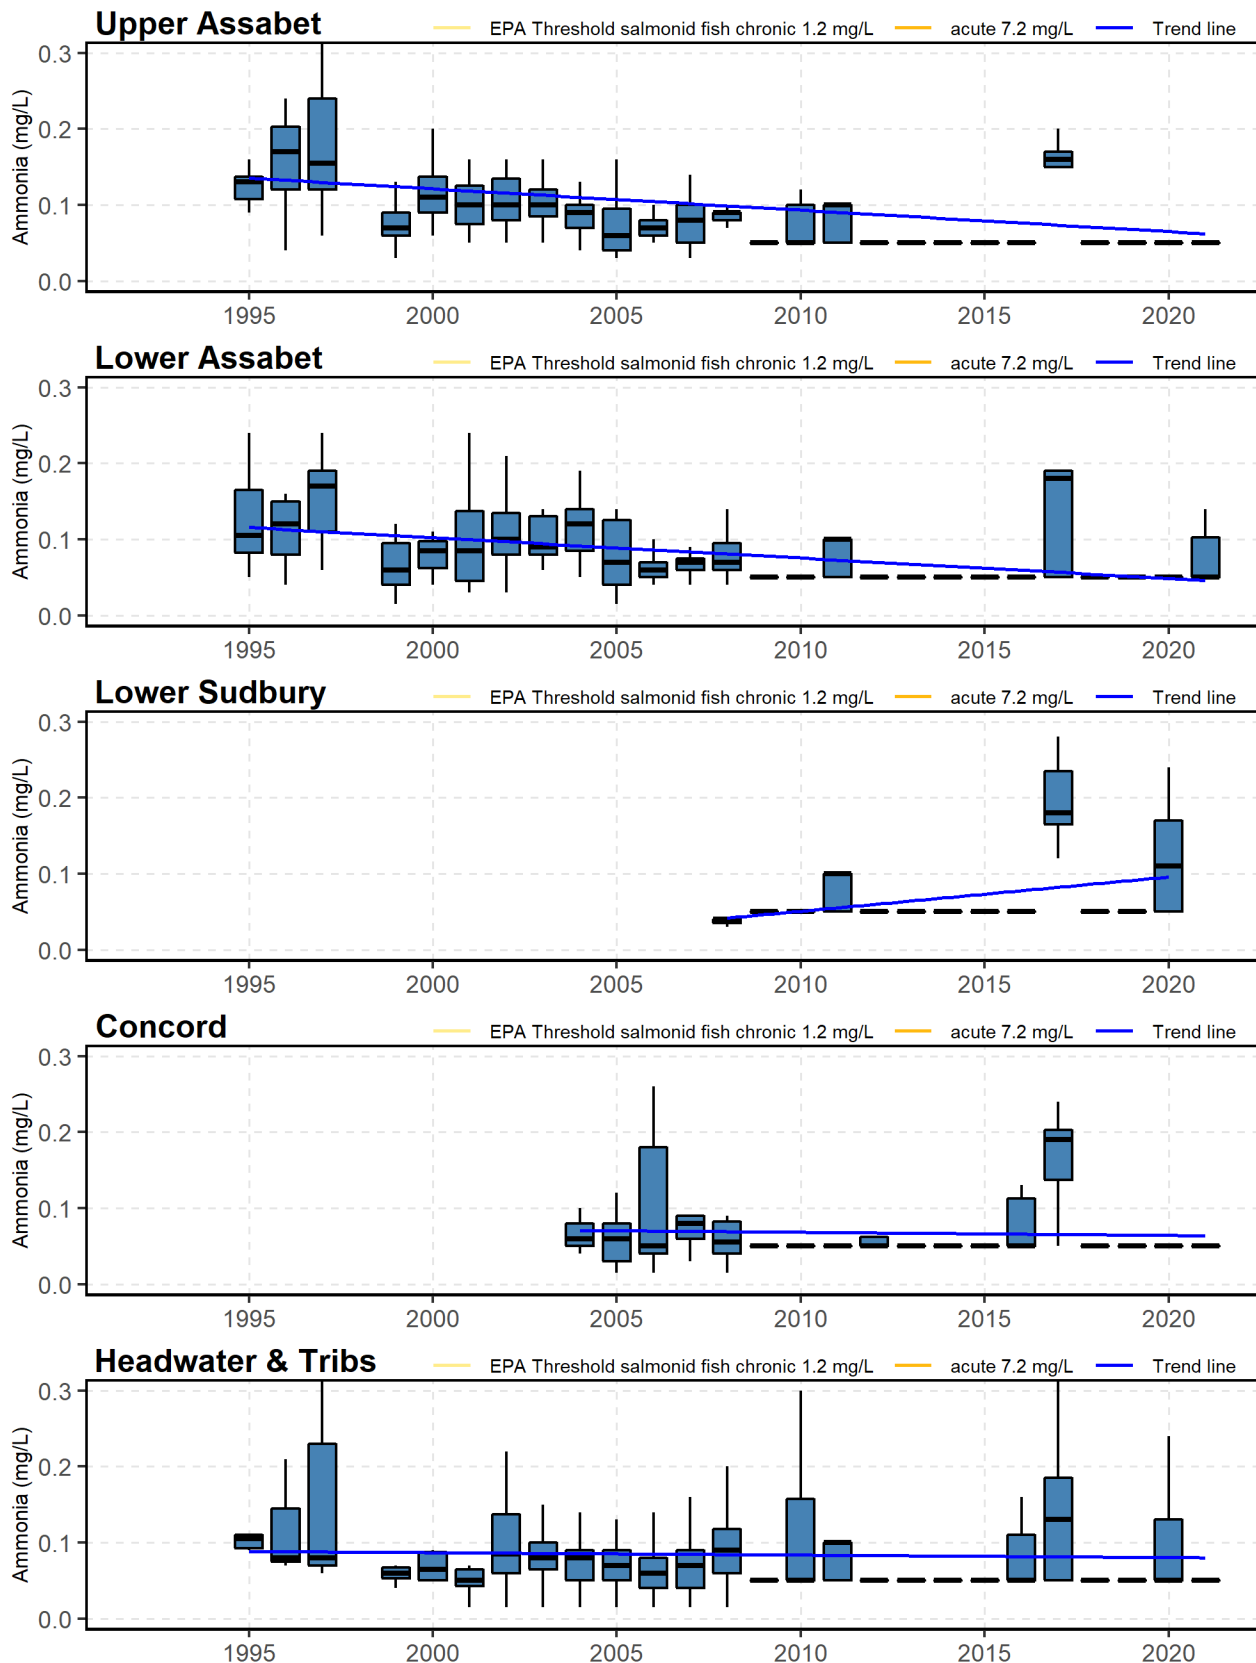 Upper Assabet
EPA Threshold salmonid fish chronic 1.2 mg/L acute 7.2 mg/L Trend line
Ammonia (mg/L)
0.3
0.2
0.1
0.0
1995 2000 2005 2010 2015 2020
Lower Assabet
EPA Threshold salmonid fish chronic 1.2 mg/L acute 7.2 mg/L Trend line
Ammonia (mg/L)
0.3
0.2
0.1
0.0
1995 2000 2005 2010 2015 2020
Lower Sudbury
EPA Threshold salmonid fish chronic 1.2 mg/L acute 7.2 mg/L Trend line
Ammonia (mg/L)
0.3
0.2
0.1
0.0
1995 2000 2005 2010 2015 2020
Concord
EPA Threshold salmonid fish chronic 1.2 mg/L acute 7.2 mg/L Trend line
Ammonia (mg/L)
0.3
0.2
0.1
0.0
1995 2000 2005 2010 2015 2020
Headwater & Tribs
EPA Threshold salmonid fish chronic 1.2 mg/L acute 7.2 mg/L Trend line
Ammonia (mg/L)
0.3
0.2
0.1
0.0
1995 2000 2005 2010 2015 2020